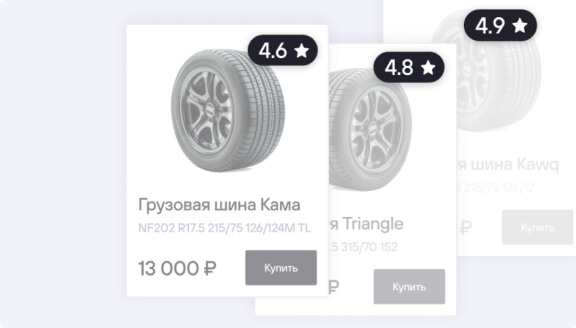 4.6
Грузовая шина Кама
NF202 R17.5 215/75 126/124M TL
13 000 ₽
Купить
4.8
я Triangle
.5 315/70 152
₽
Купить
4.9
я шина Kawq
215/75 126/12
₽
Купить